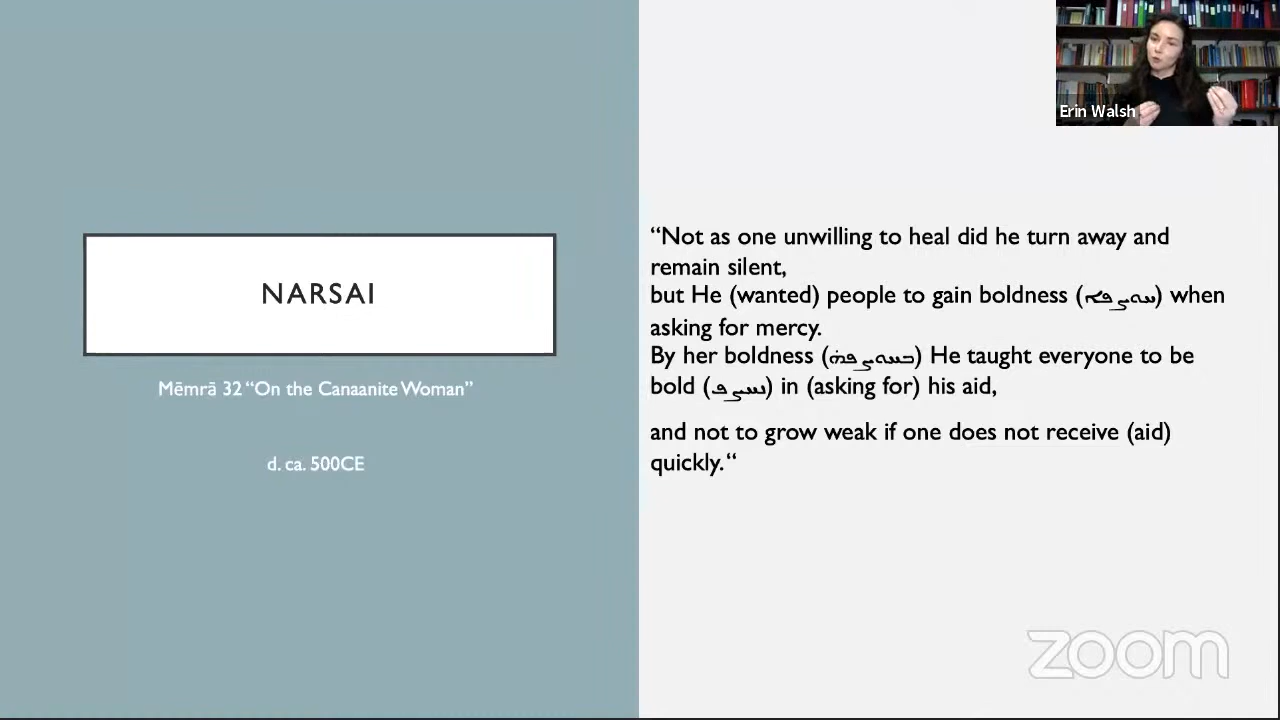 Erin Walsh
NARSAI
Mēmrā 32 “On the Canaanite Woman”
d. ca. 500CE
“Not as one unwilling to heal did he turn away and
remain silent,
but He (wanted) people to gain boldness (ܚܘܨܦܐ) when
asking for mercy.
By her boldness (ܒܚܘܨܦܗ̇) He taught everyone to be
bold (ܢܚܨܦ) in (asking for) his aid,
and not to grow weak if one does not receive (aid)
quickly.“
zoom